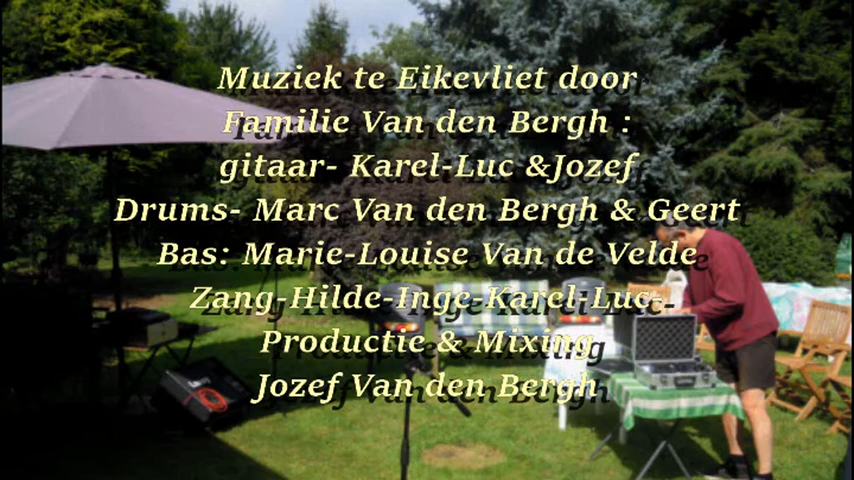 Muziek te Eikevliet door
Familie Van den Bergh :
gitaar- Karel-Luc &Jozef
Drums- Marc Van den Bergh & Geert
Bas: Marie-Louise Van de Velde
Zang-Hilde-Inge-Karel-Luc-
Productie & Mixing
Jozef Van den Bergh